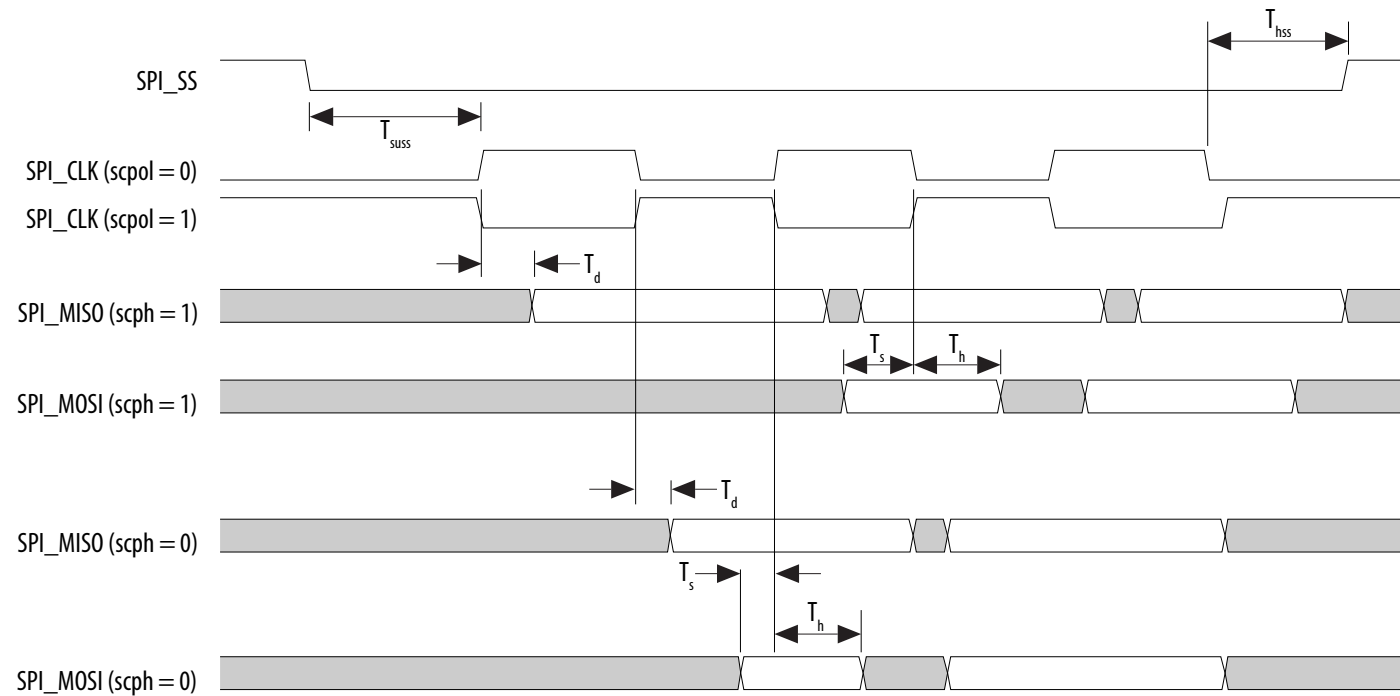 T_hss
SPI_SS
T_suss
SPI_CLK (scpol = 0)
SPI_CLK (scpol = 1)
T_d
SPI_MISO (scph = 1)
T_s T_h
SPI_MOSI (scph = 1)
T_d
SPI_MISO (scph = 0)
T_s
T_h
SPI_MOSI (scph = 0)